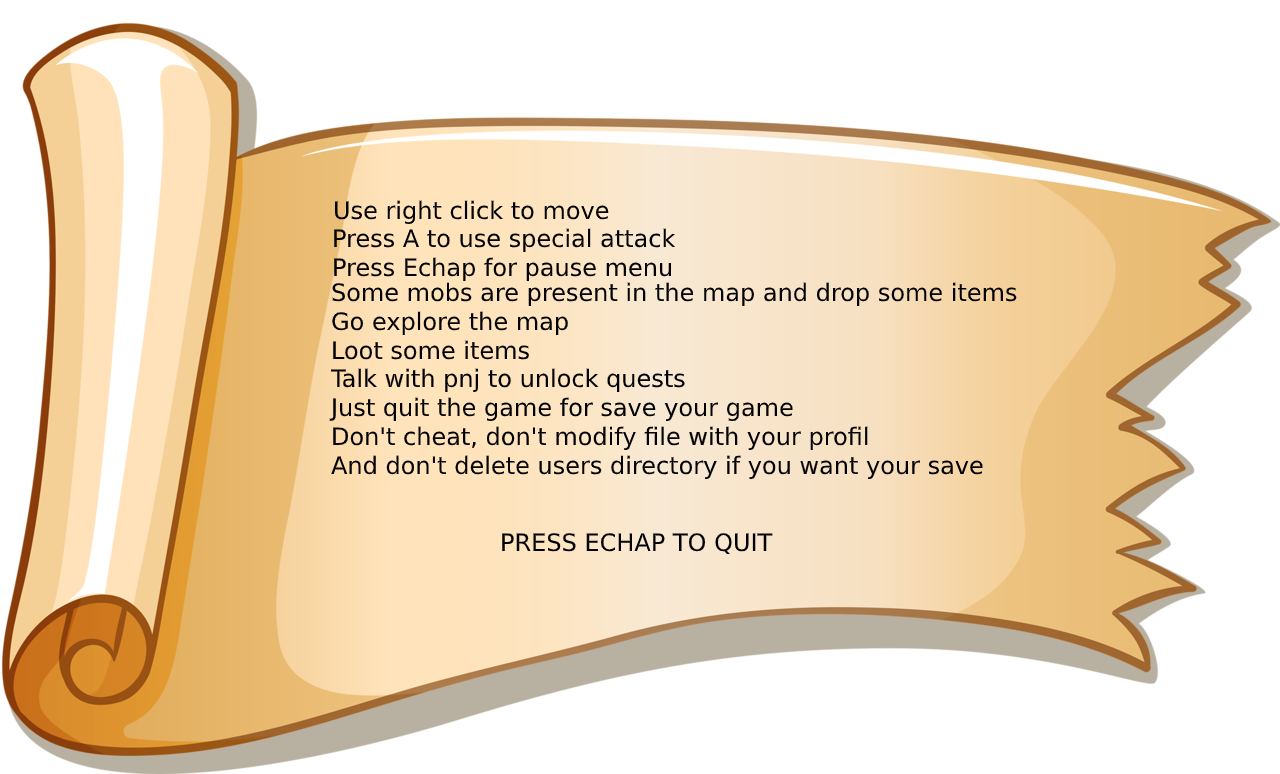 Use right click to move
Press A to use special attack
Press Echap for pause menu
Some mobs are present in the map and drop some items
Go explore the map
Loot some items
Talk with pnj to unlock quests
Just quit the game for save your game
Don't cheat, don't modify file with your profil
And don't delete users directory if you want your save
PRESS ECHAP TO QUIT